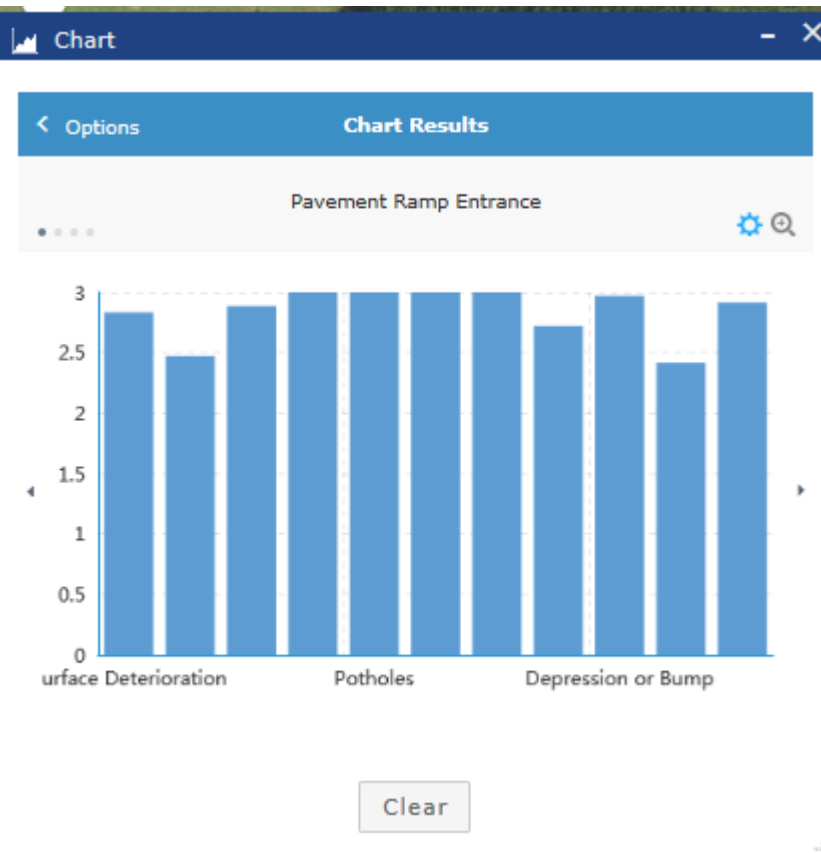 Chart
Options
Chart Results
Pavement Ramp Entrance
3
2.5
2
1.5
1
0.5
0
urface Deterioration
Potholes
Depression or Bump
Clear